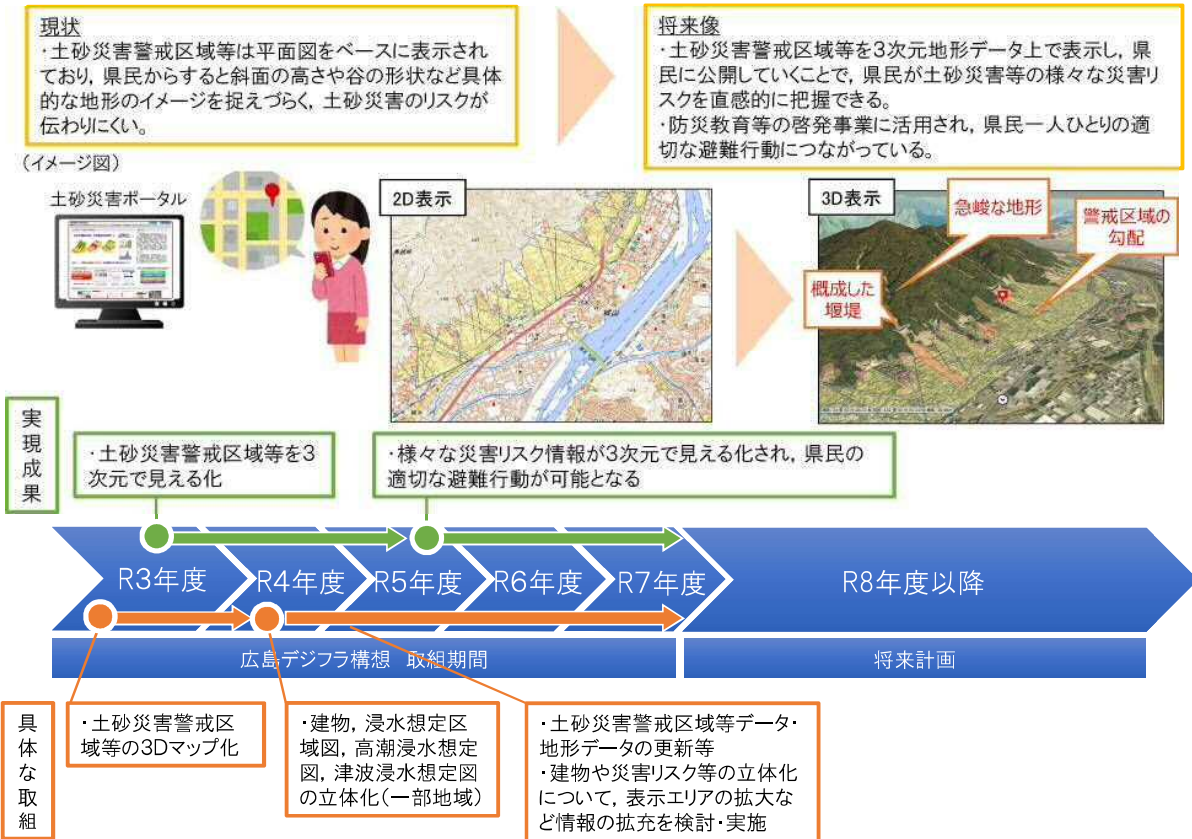 現状
・土砂災害警戒区域等は平面図をベースに表示され
ており，県民からすると斜面の高さや谷の形状など具体
的な地形のイメージを捉えづらく，土砂災害のリスクが
伝わりにくい。
将来像
・土砂災害警戒区域等を3次元地形データ上で表示し，県
民に公開していくことで，県民が土砂災害等の様々な災害リ
スクを直感的に把握できる。
・防災教育等の啓発事業に活用され，県民一人ひとりの適
切な避難行動につながっている。
（イメージ図）
土砂災害ポータル
2D表示
3D表示
急峻な地形
警戒区域の
勾配
概成した
堰堤
実現成果
・土砂災害警戒区域等を3
次元で見える化
・様々な災害リスク情報が3次元で見える化され，県民の
適切な避難行動が可能となる
R3年度
R4年度
R5年度
R6年度
R7年度
R8年度以降
広島デジフラ構想　取組期間
将来計画
具体な取組
・土砂災害警戒区
域等の3Dマップ化
・建物，浸水想定区
域図，高潮浸水想定
図，津波浸水想定図
の立体化（一部地域）
・土砂災害警戒区域等データ・
地形データの更新等
・建物や災害リスク等の立体化
について，表示エリアの拡大な
ど情報の拡充を検討・実施